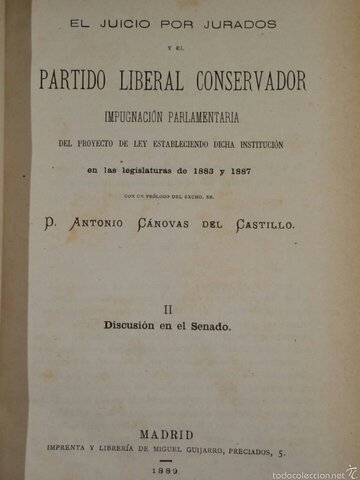 EL JUICIO POR JURADOS
Y EL
PARTIDO LIBERAL CONSERVADOR
IMPUGNACIÓN PARLAMENTARIA
DEL PROYECTO DE LEY ESTABLECIENDO DICHA INSTITUCIÓN
en las legislaturas de 1883 y 1887
CON UN PRÓLOGO DEL EXCMO. SR.
D. ANTONIO CÁNOVAS DEL CASTILLO.
II
Discusión en el Senado.
MADRID
IMPRENTA Y LIBRERÍA DE MIGUEL GUIJARRO, PRECIADOS, 5.
1889
todocoleccion.net